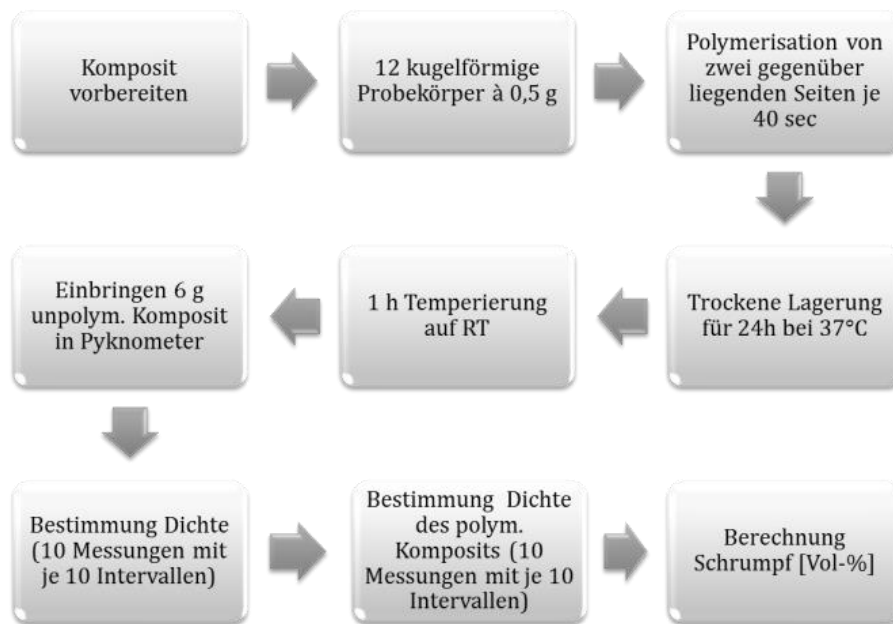 Komposit
vorbereiten
12 kugelförmige
Probekörper à 0,5 g
Polymerisation von
zwei gegenüber
liegenden Seiten je
40 sec
Trockene Lagerung
für 24h bei 37°C
1 h Temperierung
auf RT
Einbringen 6 g
unpolym. Komposit
in Pyknometer
Bestimmung Dichte
(10 Messungen mit
je 10 Intervallen)
Bestimmung Dichte
des polym.
Komposits (10
Messungen mit je 10
Intervallen)
Berechnung
Schrumpf [Vol-%]